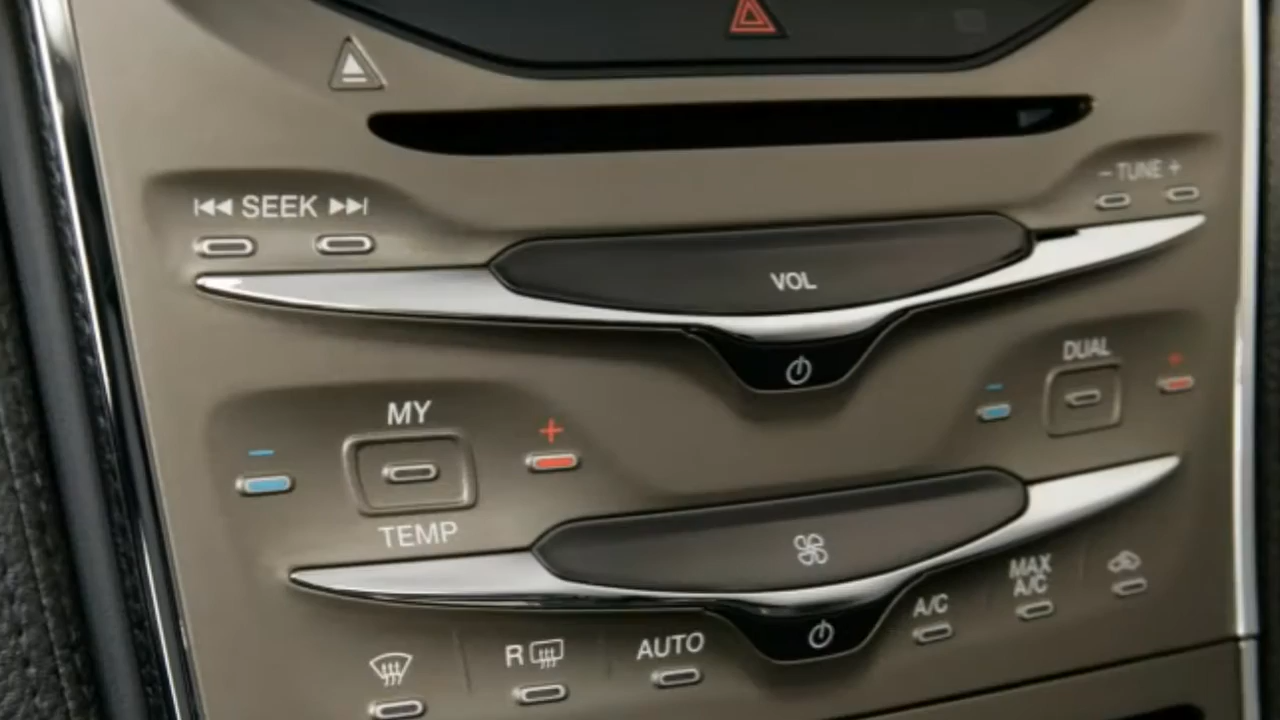 SEEK
- TUNE +
VOL
DUAL
- +
MY
- +
TEMP
MAX
A/C
A/C
R
AUTO